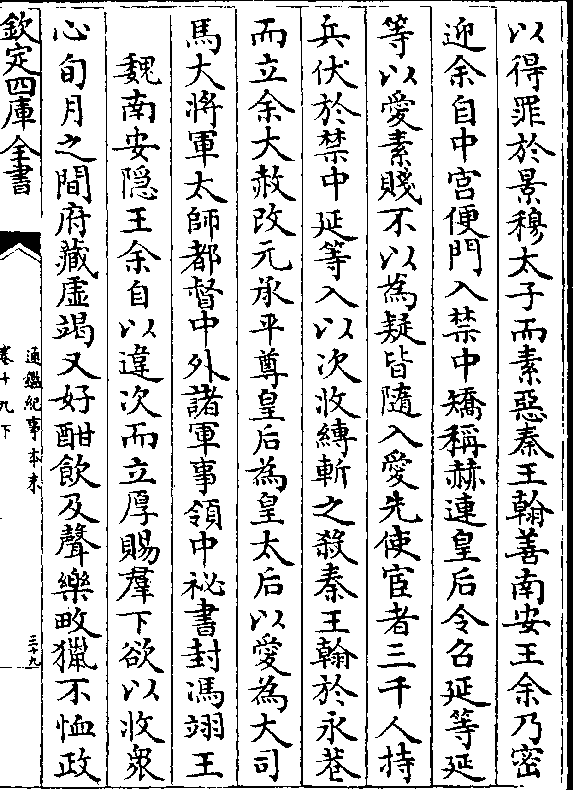 以得罪於景穆太子而素惡秦王翰善南安王余乃密
迎余自中宫便門入禁中矯稱赫連皇后令召延等延
等以愛素賤不以為疑皆隨入愛先使宦者三千人持
兵伏於禁中延等入以次收縛斬之殺秦王翰於永巷
而立余大赦改元承平尊皇后為皇太后以愛為大司
馬大將軍太師都督中外諸軍事領中祕書封馮翊王
魏南安隠王余自以違次而立厚賜羣下欲以收衆
心旬月之間府藏虚竭又好酣飲及聲樂畋獵不恤政
欽定四庫全書
通鑑紀事本末
卷十九下
三十九